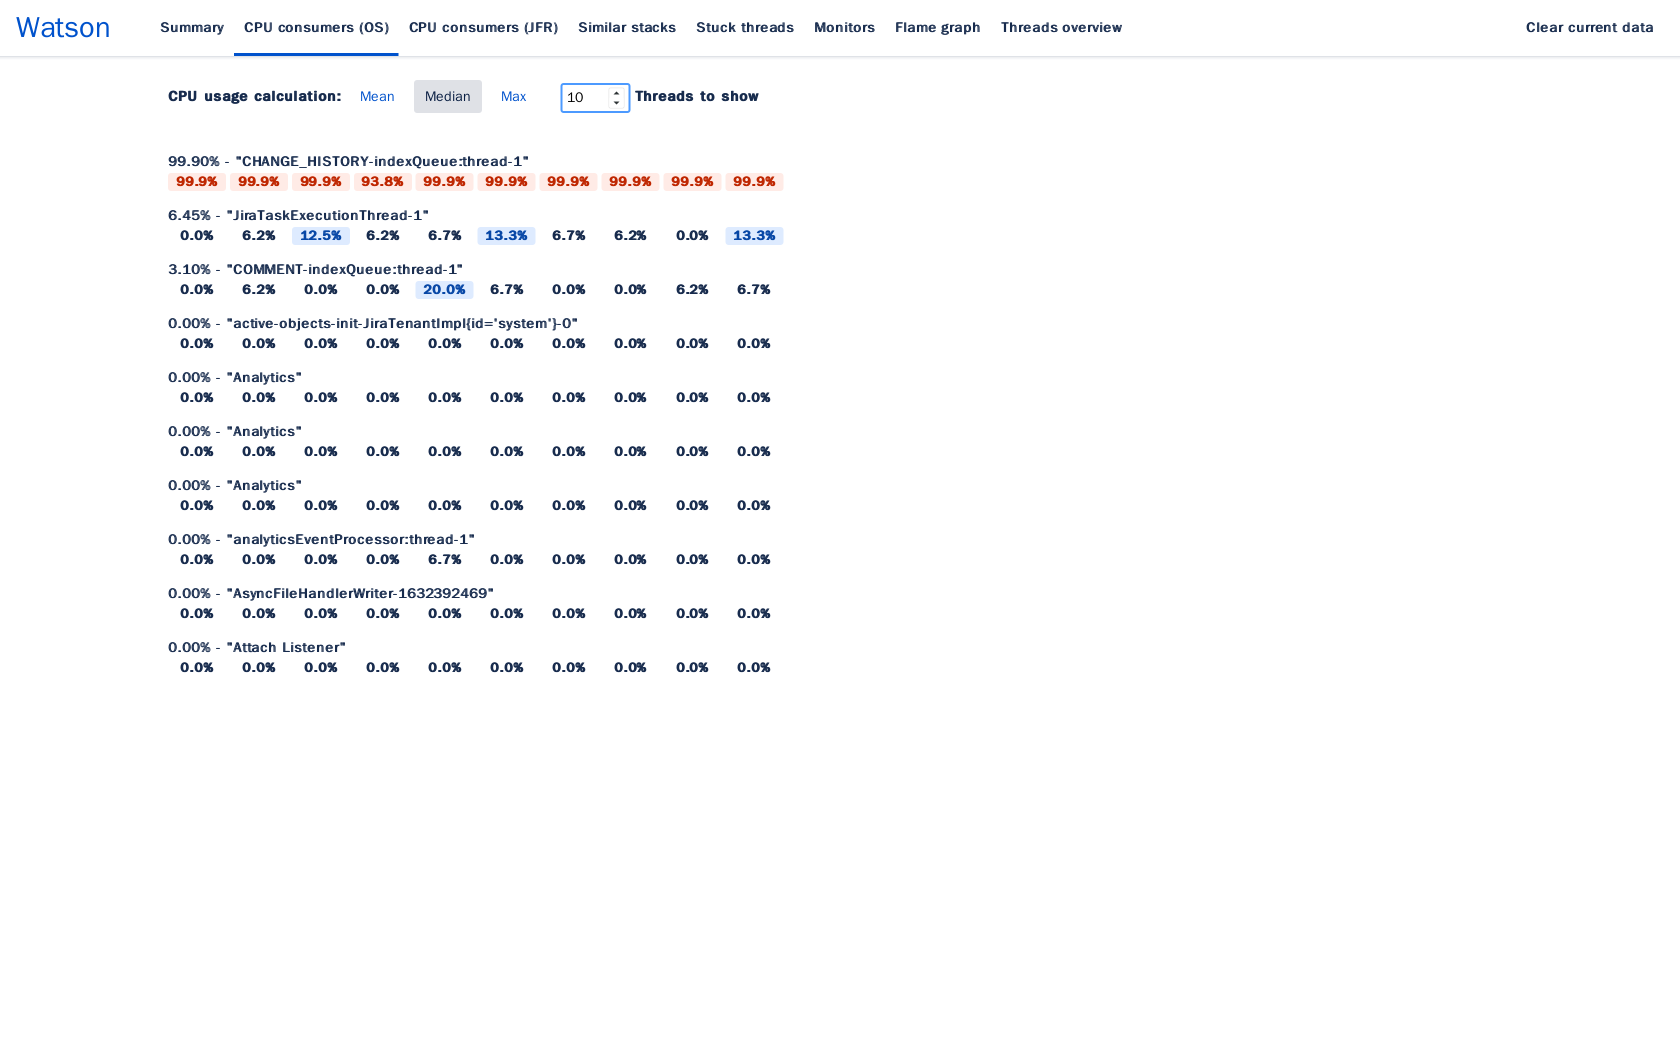 Watson Summary CPU consumers (OS) CPU consumers (JFR) Similar stacks Stuck threads Monitors Flame graph Threads overview Clear current data
CPU usage calculation: Mean Median Max 10 Threads to show
99.90% - "CHANGE_HISTORY-indexQueue:thread-1"
99.9% 99.9% 99.9% 93.8% 99.9% 99.9% 99.9% 99.9% 99.9% 99.9%
6.45% - "JiraTaskExecutionThread-1"
0.0% 6.2% 12.5% 6.2% 6.7% 13.3% 6.7% 6.2% 0.0% 13.3%
3.10% - "COMMENT-indexQueue:thread-1"
0.0% 6.2% 0.0% 0.0% 20.0% 6.7% 0.0% 0.0% 6.2% 6.7%
0.00% - "active-objects-init-JiraTenantImpl{id='system'}-0"
0.0% 0.0% 0.0% 0.0% 0.0% 0.0% 0.0% 0.0% 0.0% 0.0%
0.00% - "Analytics"
0.0% 0.0% 0.0% 0.0% 0.0% 0.0% 0.0% 0.0% 0.0% 0.0%
0.00% - "Analytics"
0.0% 0.0% 0.0% 0.0% 0.0% 0.0% 0.0% 0.0% 0.0% 0.0%
0.00% - "Analytics"
0.0% 0.0% 0.0% 0.0% 0.0% 0.0% 0.0% 0.0% 0.0% 0.0%
0.00% - "analyticsEventProcessor:thread-1"
0.0% 0.0% 0.0% 0.0% 6.7% 0.0% 0.0% 0.0% 0.0% 0.0%
0.00% - "AsyncFileHandlerWriter-1632392469"
0.0% 0.0% 0.0% 0.0% 0.0% 0.0% 0.0% 0.0% 0.0% 0.0%
0.00% - "Attach Listener"
0.0% 0.0% 0.0% 0.0% 0.0% 0.0% 0.0% 0.0% 0.0% 0.0%